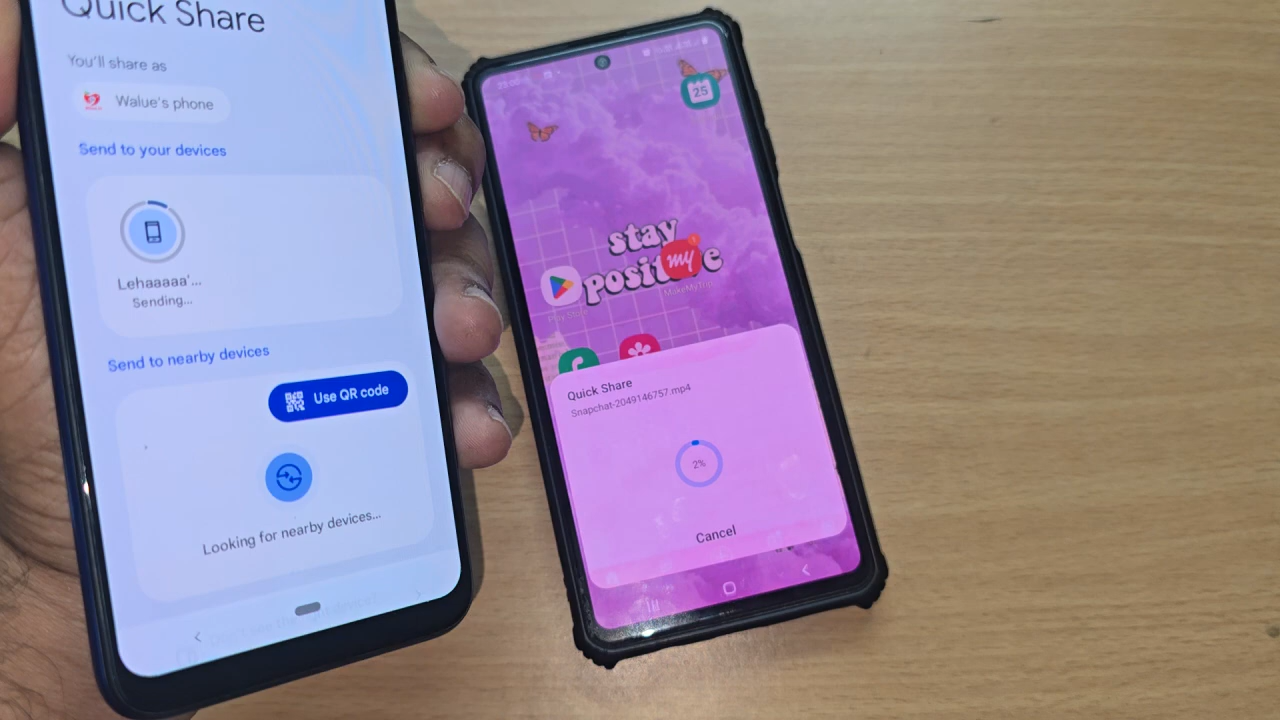 Quick Share
You'll share as
Walue's phone
Send to your devices
Lehaaaaa'...
Sending...
Send to nearby devices
Use QR code
Looking for nearby devices...
25
stay
positive
my
Play Store
MakeMyTrip
Quick Share
Snapchat-2049146757.mp4
2%
Cancel